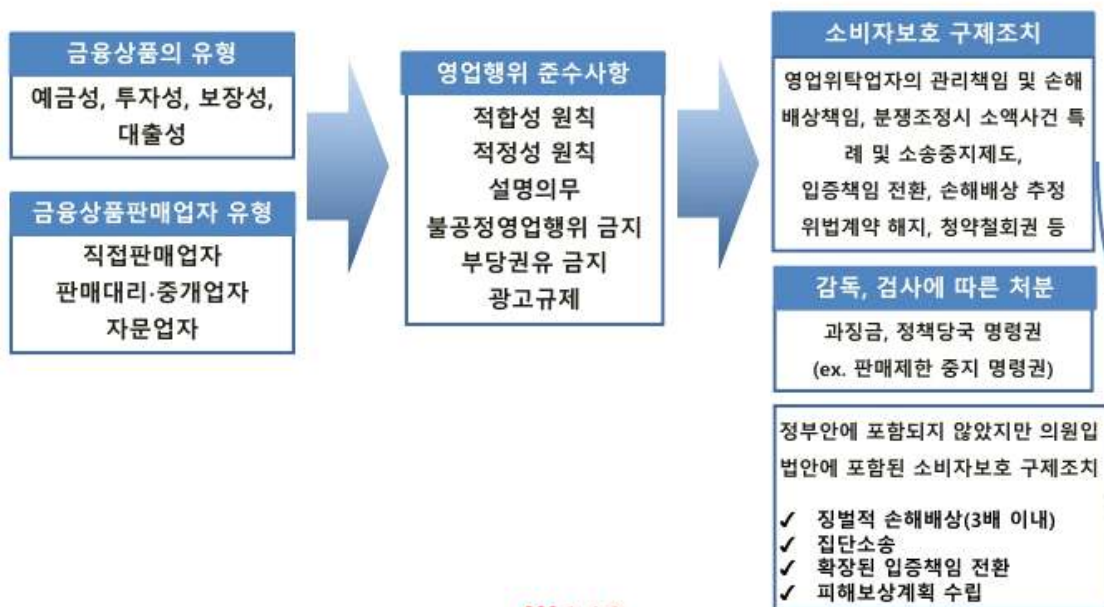 금융상품의 유형
예금성, 투자성, 보장성,
대출성
금융상품판매업자 유형
직접판매업자
판매대리·중개업자
자문업자
영업행위 준수사항
적합성 원칙
적정성 원칙
설명의무
불공정영업행위 금지
부당권유 금지
광고규제
소비자보호 구제조치
영업위탁업자의 관리책임 및 손해
배상책임, 분쟁조정시 소액사건 특
례 및 소송중지제도,
입증책임 전환, 손해배상 추정
위법계약 해지, 청약철회권 등
감독, 검사에 따른 처분
과징금, 정책당국 명령권
(ex. 판매제한 중지 명령권)
정부안에 포함되지 않았지만 의원입
법안에 포함된 소비자보호 구제조치
✓ 징벌적 손해배상(3배 이내)
✓ 집단소송
✓ 확장된 입증책임 전환
✓ 피해보상계획 수립